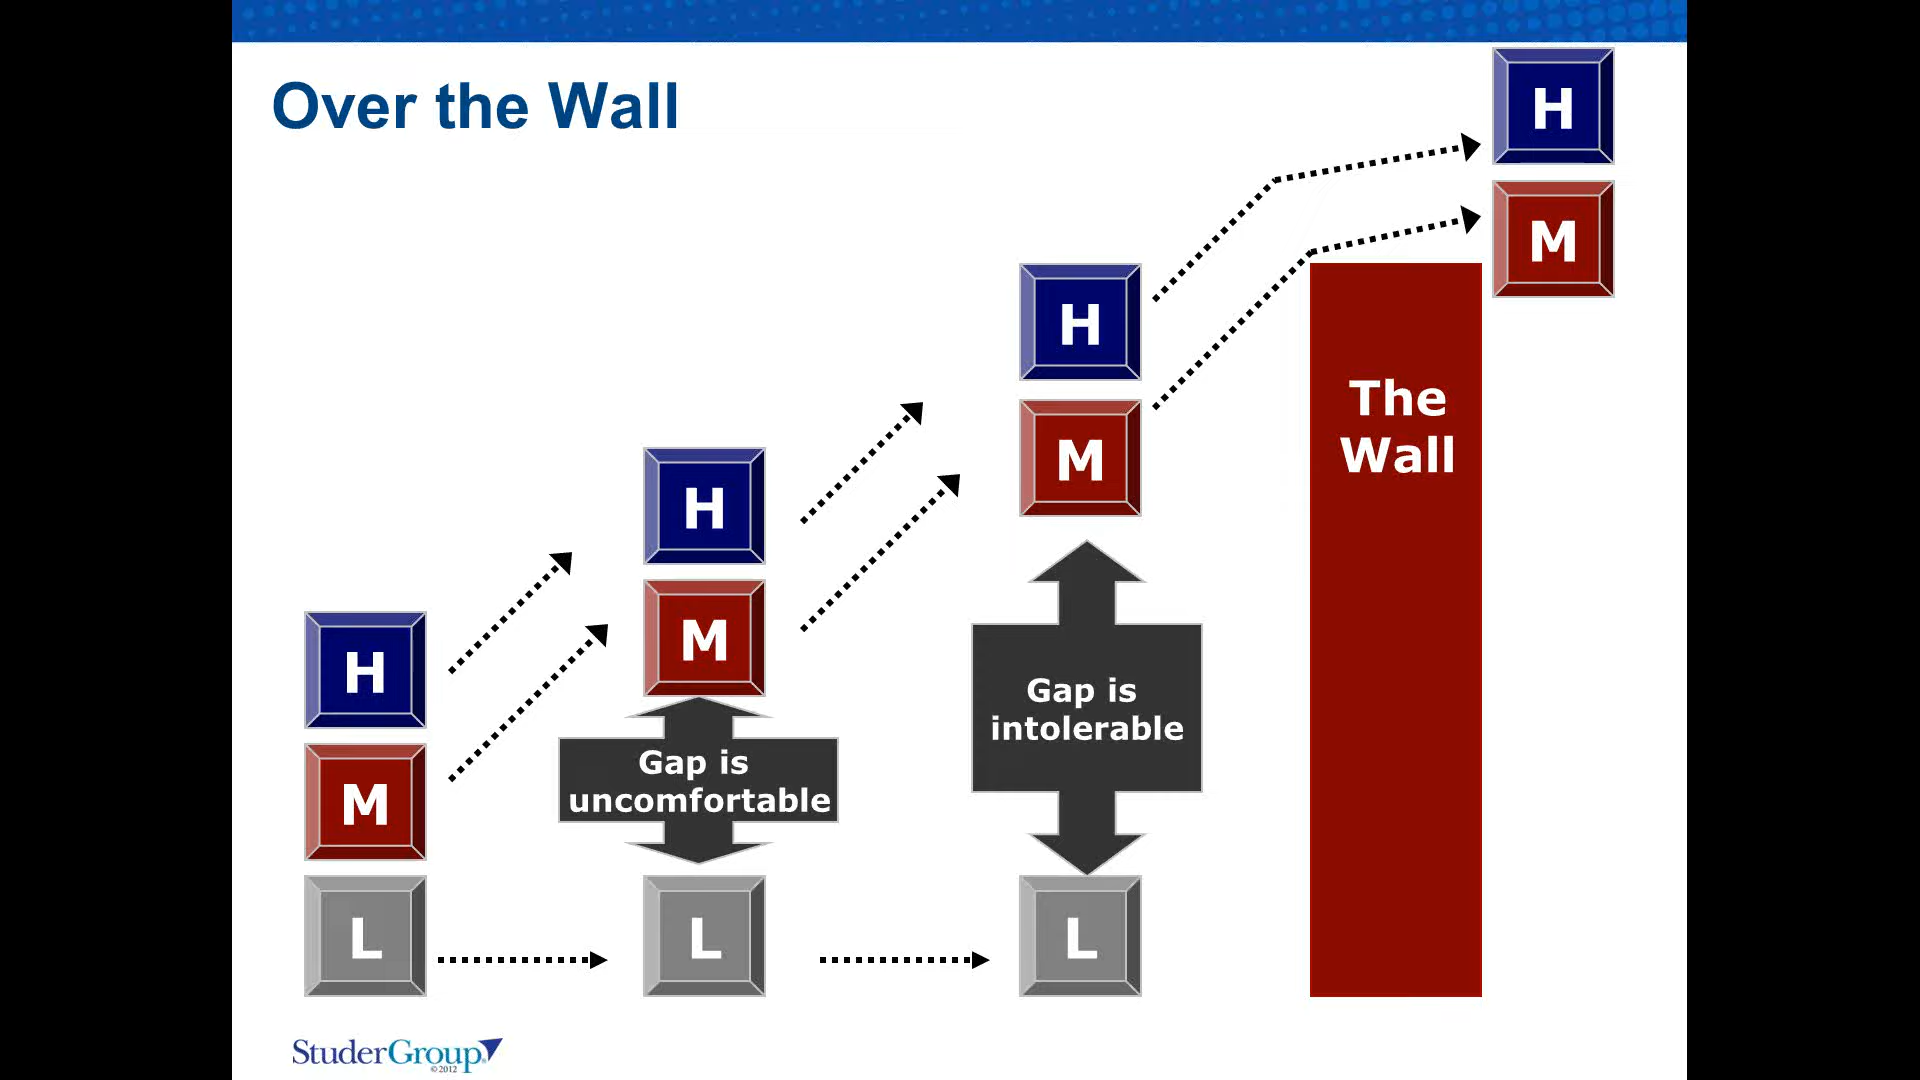 Over the Wall
H
M
H
M
H
M
L
H
M
Gap is
uncomfortable
L
Gap is
intolerable
L
The
Wall
StuderGroup
© 2012